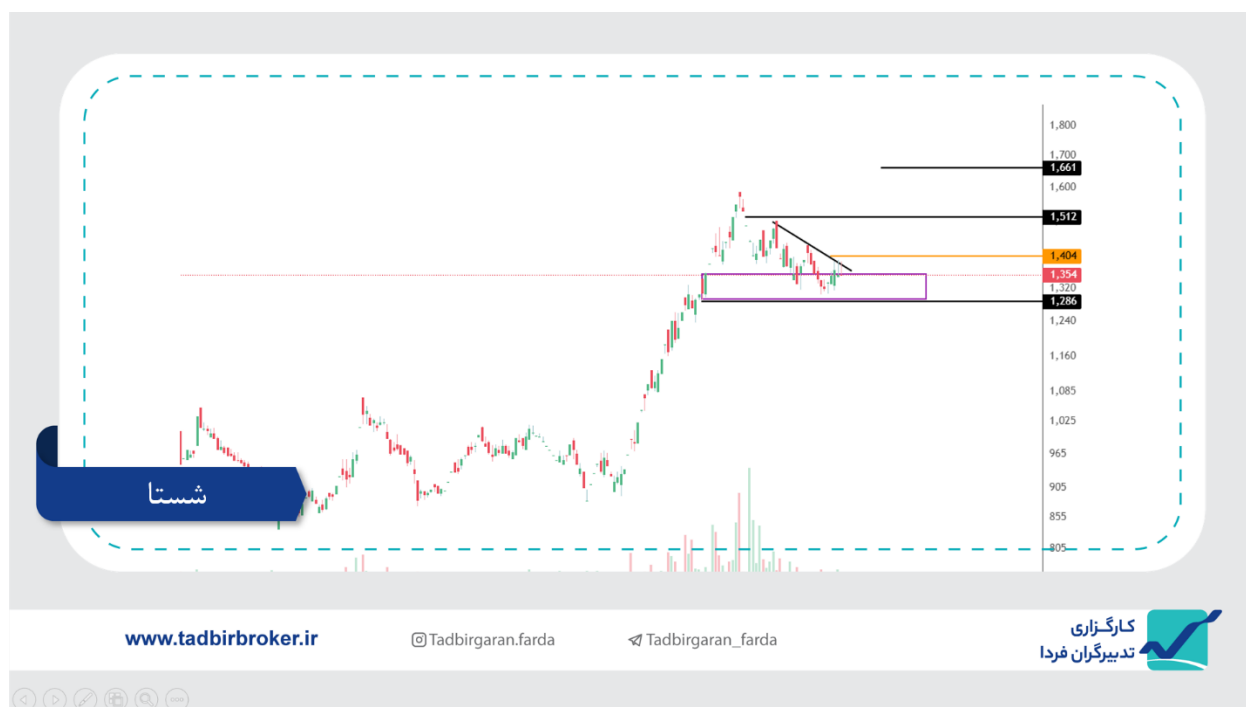 1,800
1,700
1,661
1,600
1,512
1,404
1,354
1,320
1,286
1,240
1,160
1,085
1,025
965
905
855
805
شستا
www.tadbirbroker.ir
Tadbirgaran.farda
Tadbirgaran_farda
کارگـزاری
تدبیرگران فردا